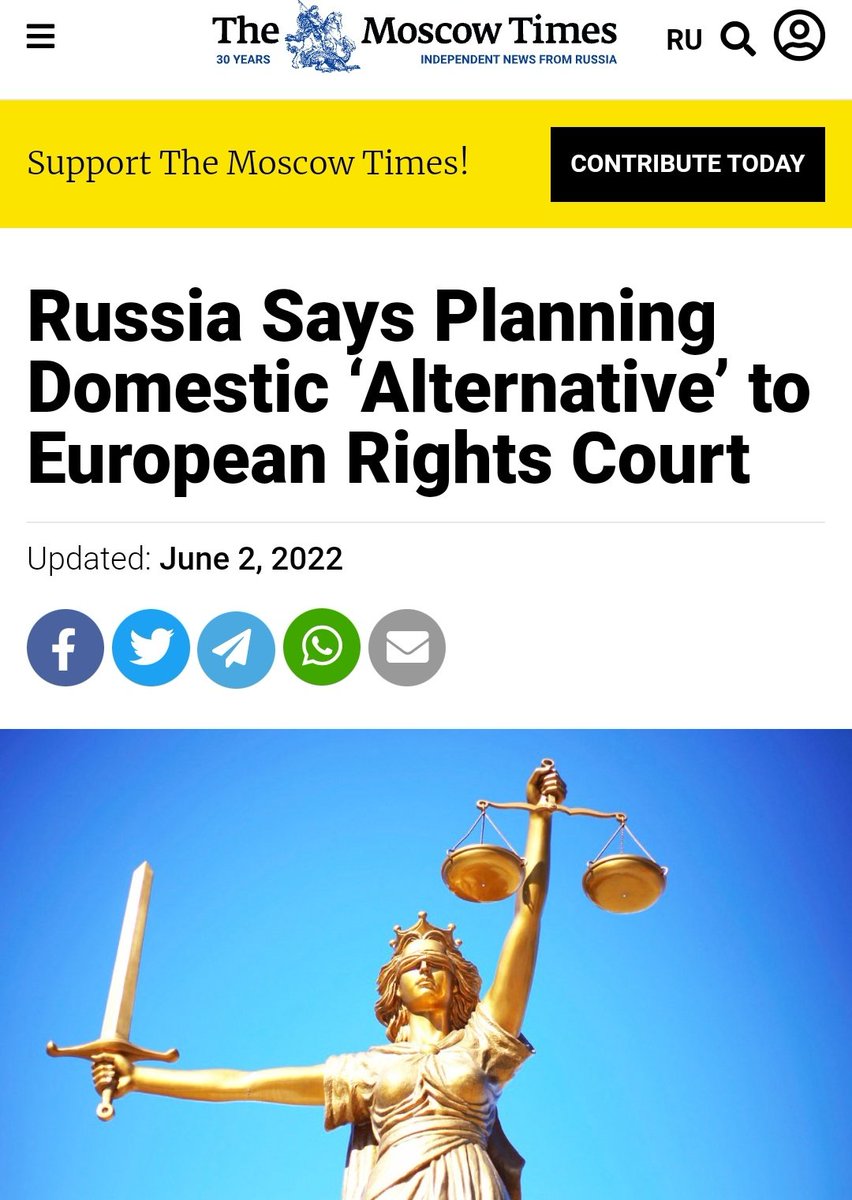 The Moscow Times
30 YEARS
INDEPENDENT NEWS FROM RUSSIA
RU
Support The Moscow Times!
CONTRIBUTE TODAY
Russia Says Planning
Domestic ‘Alternative’ to
European Rights Court
Updated: June 2, 2022